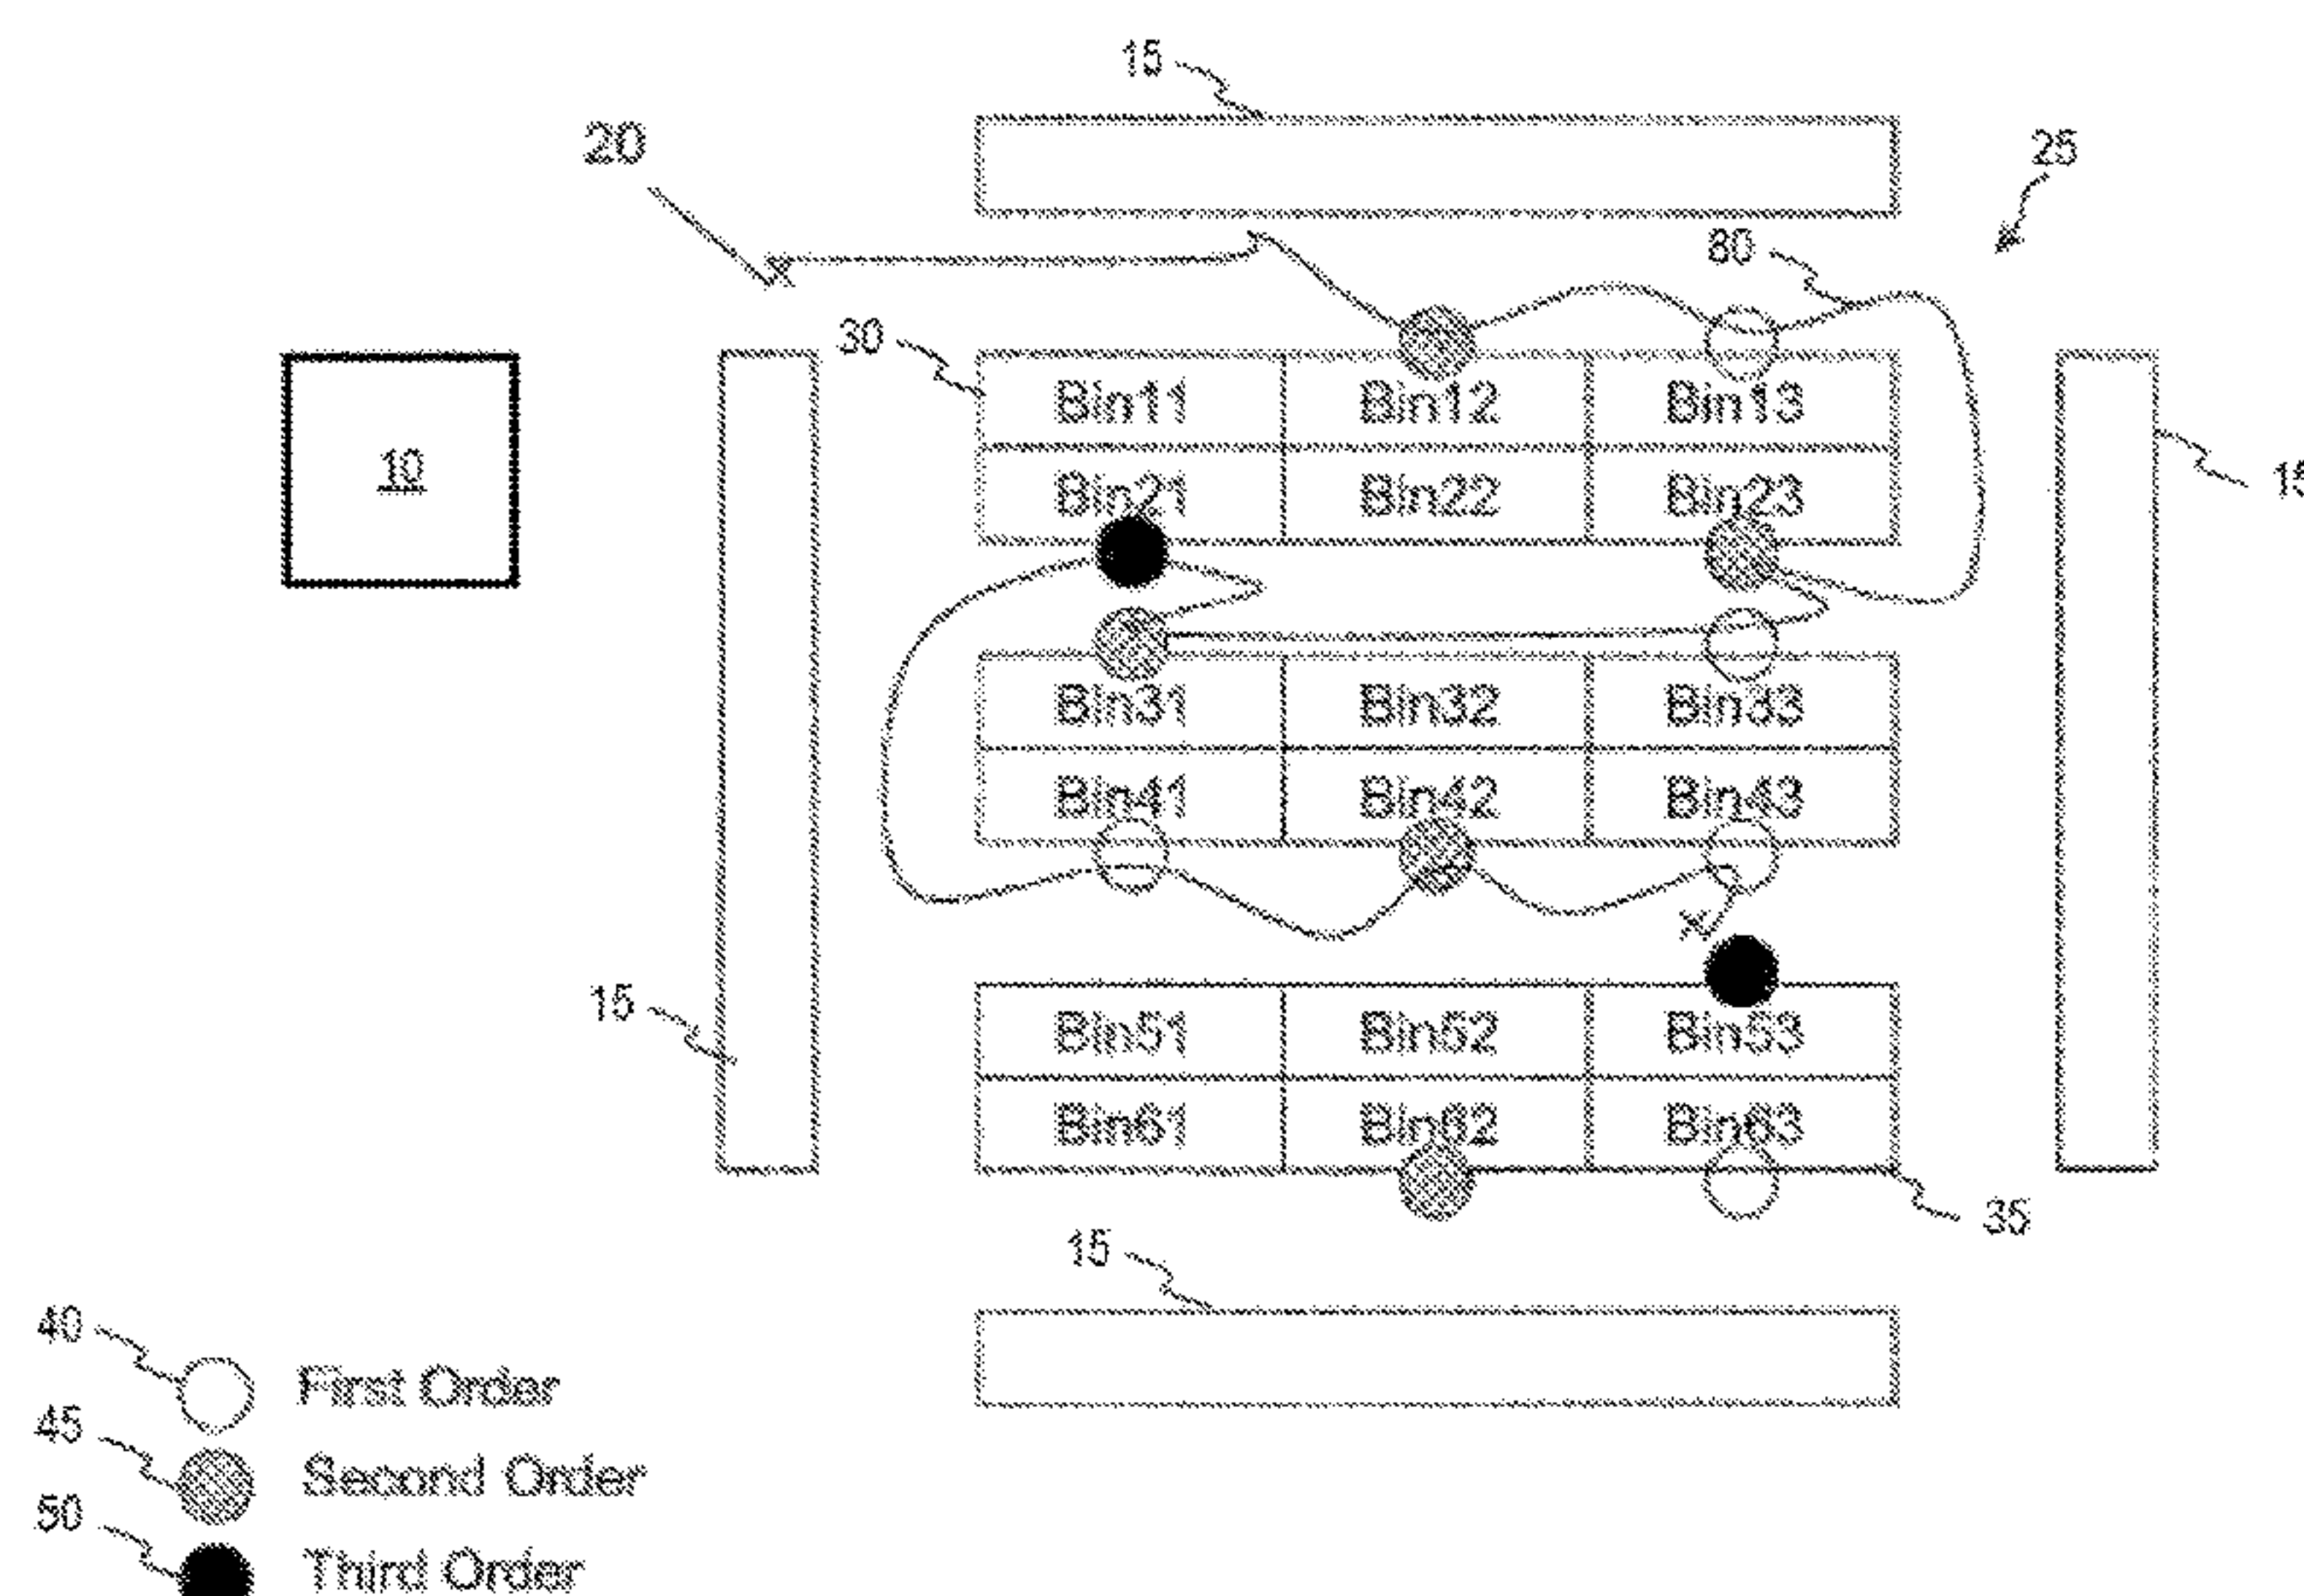 15
20
25
80
30
Bin11 Bin12 Bin13
10
Bin21 Bin22 Bin23
15
Bin31 Bin32 Bin33
Bin41 Bin42 Bin43
15
Bin51 Bin52 Bin53
Bin61 Bin62 Bin63
35
15
40
First Order
45
Second Order
50
Third Order